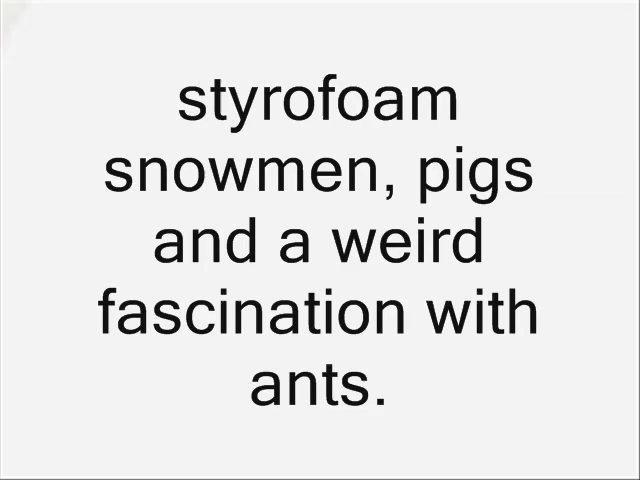 styrofoam
snowmen, pigs
and a weird
fascination with
ants.